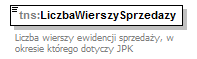 tns:LiczbaWierszySprzedazy
Liczba wierszy ewidencji sprzedaży, w
okresie którego dotyczy JPK